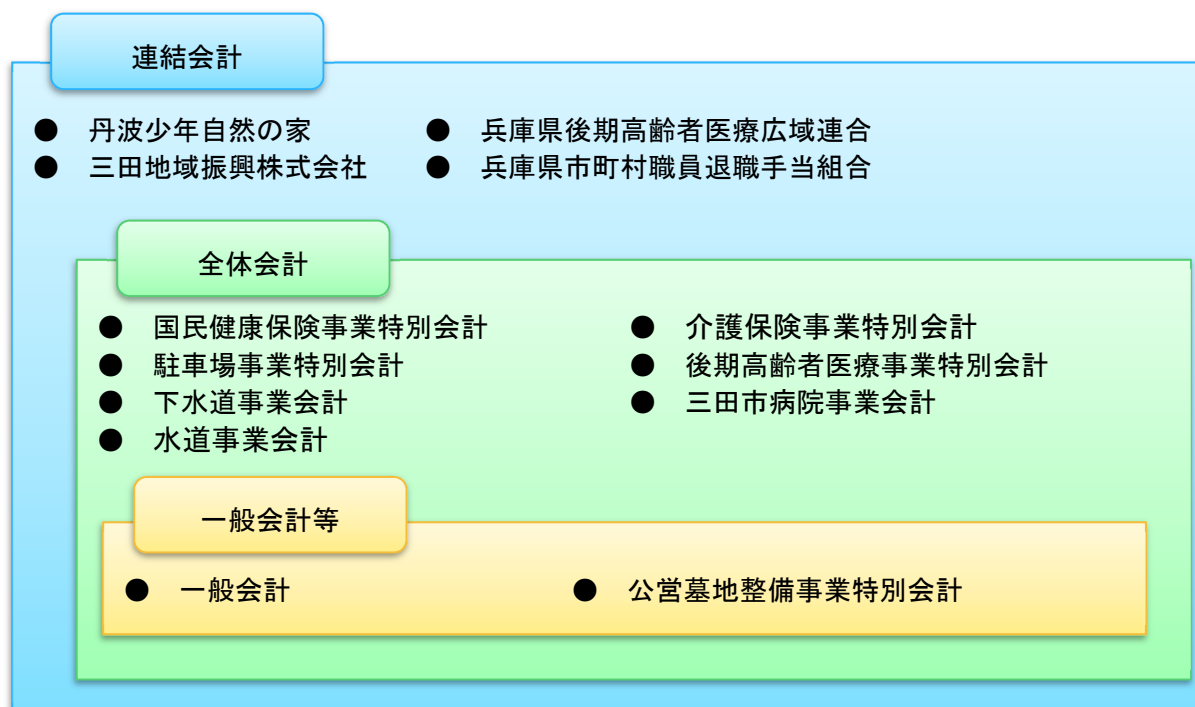 連結会計
● 丹波少年自然の家 ● 兵庫県後期高齢者医療広域連合
● 三田地域振興株式会社 ● 兵庫県市町村職員退職手当組合
全体会計
● 国民健康保険事業特別会計 ● 介護保険事業特別会計
● 駐車場事業特別会計 ● 後期高齢者医療事業特別会計
● 下水道事業会計 ● 三田市病院事業会計
● 水道事業会計
一般会計等
● 一般会計 ● 公営墓地整備事業特別会計